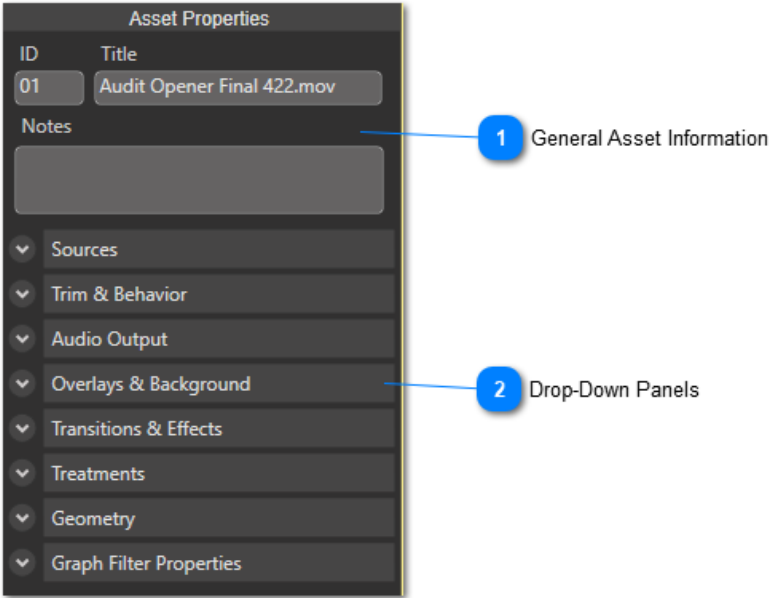 Asset Properties
ID Title
01 Audit Opener Final 422.mov
Notes
1 General Asset Information
Sources
Trim & Behavior
Audio Output
Overlays & Background
2 Drop-Down Panels
Transitions & Effects
Treatments
Geometry
Graph Filter Properties